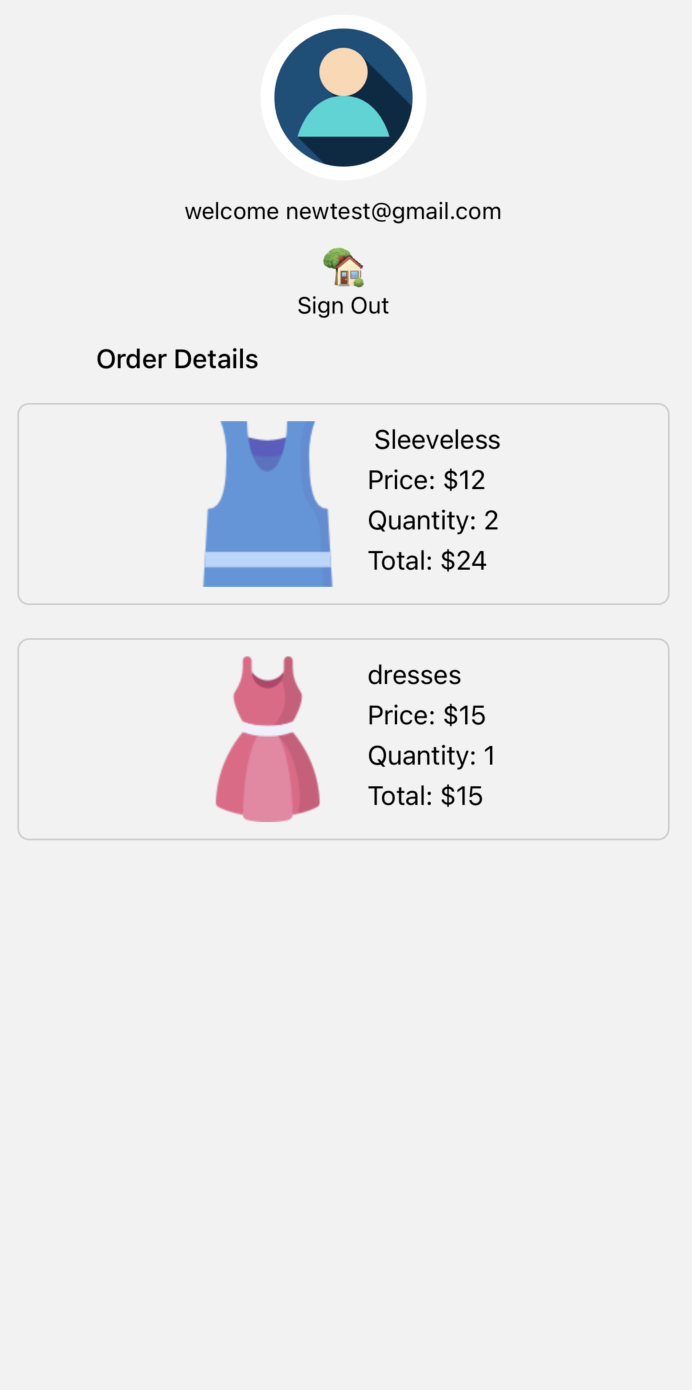 welcome newtest@gmail.com
Sign Out
Order Details
Sleeveless
Price: $12
Quantity: 2
Total: $24
dresses
Price: $15
Quantity: 1
Total: $15